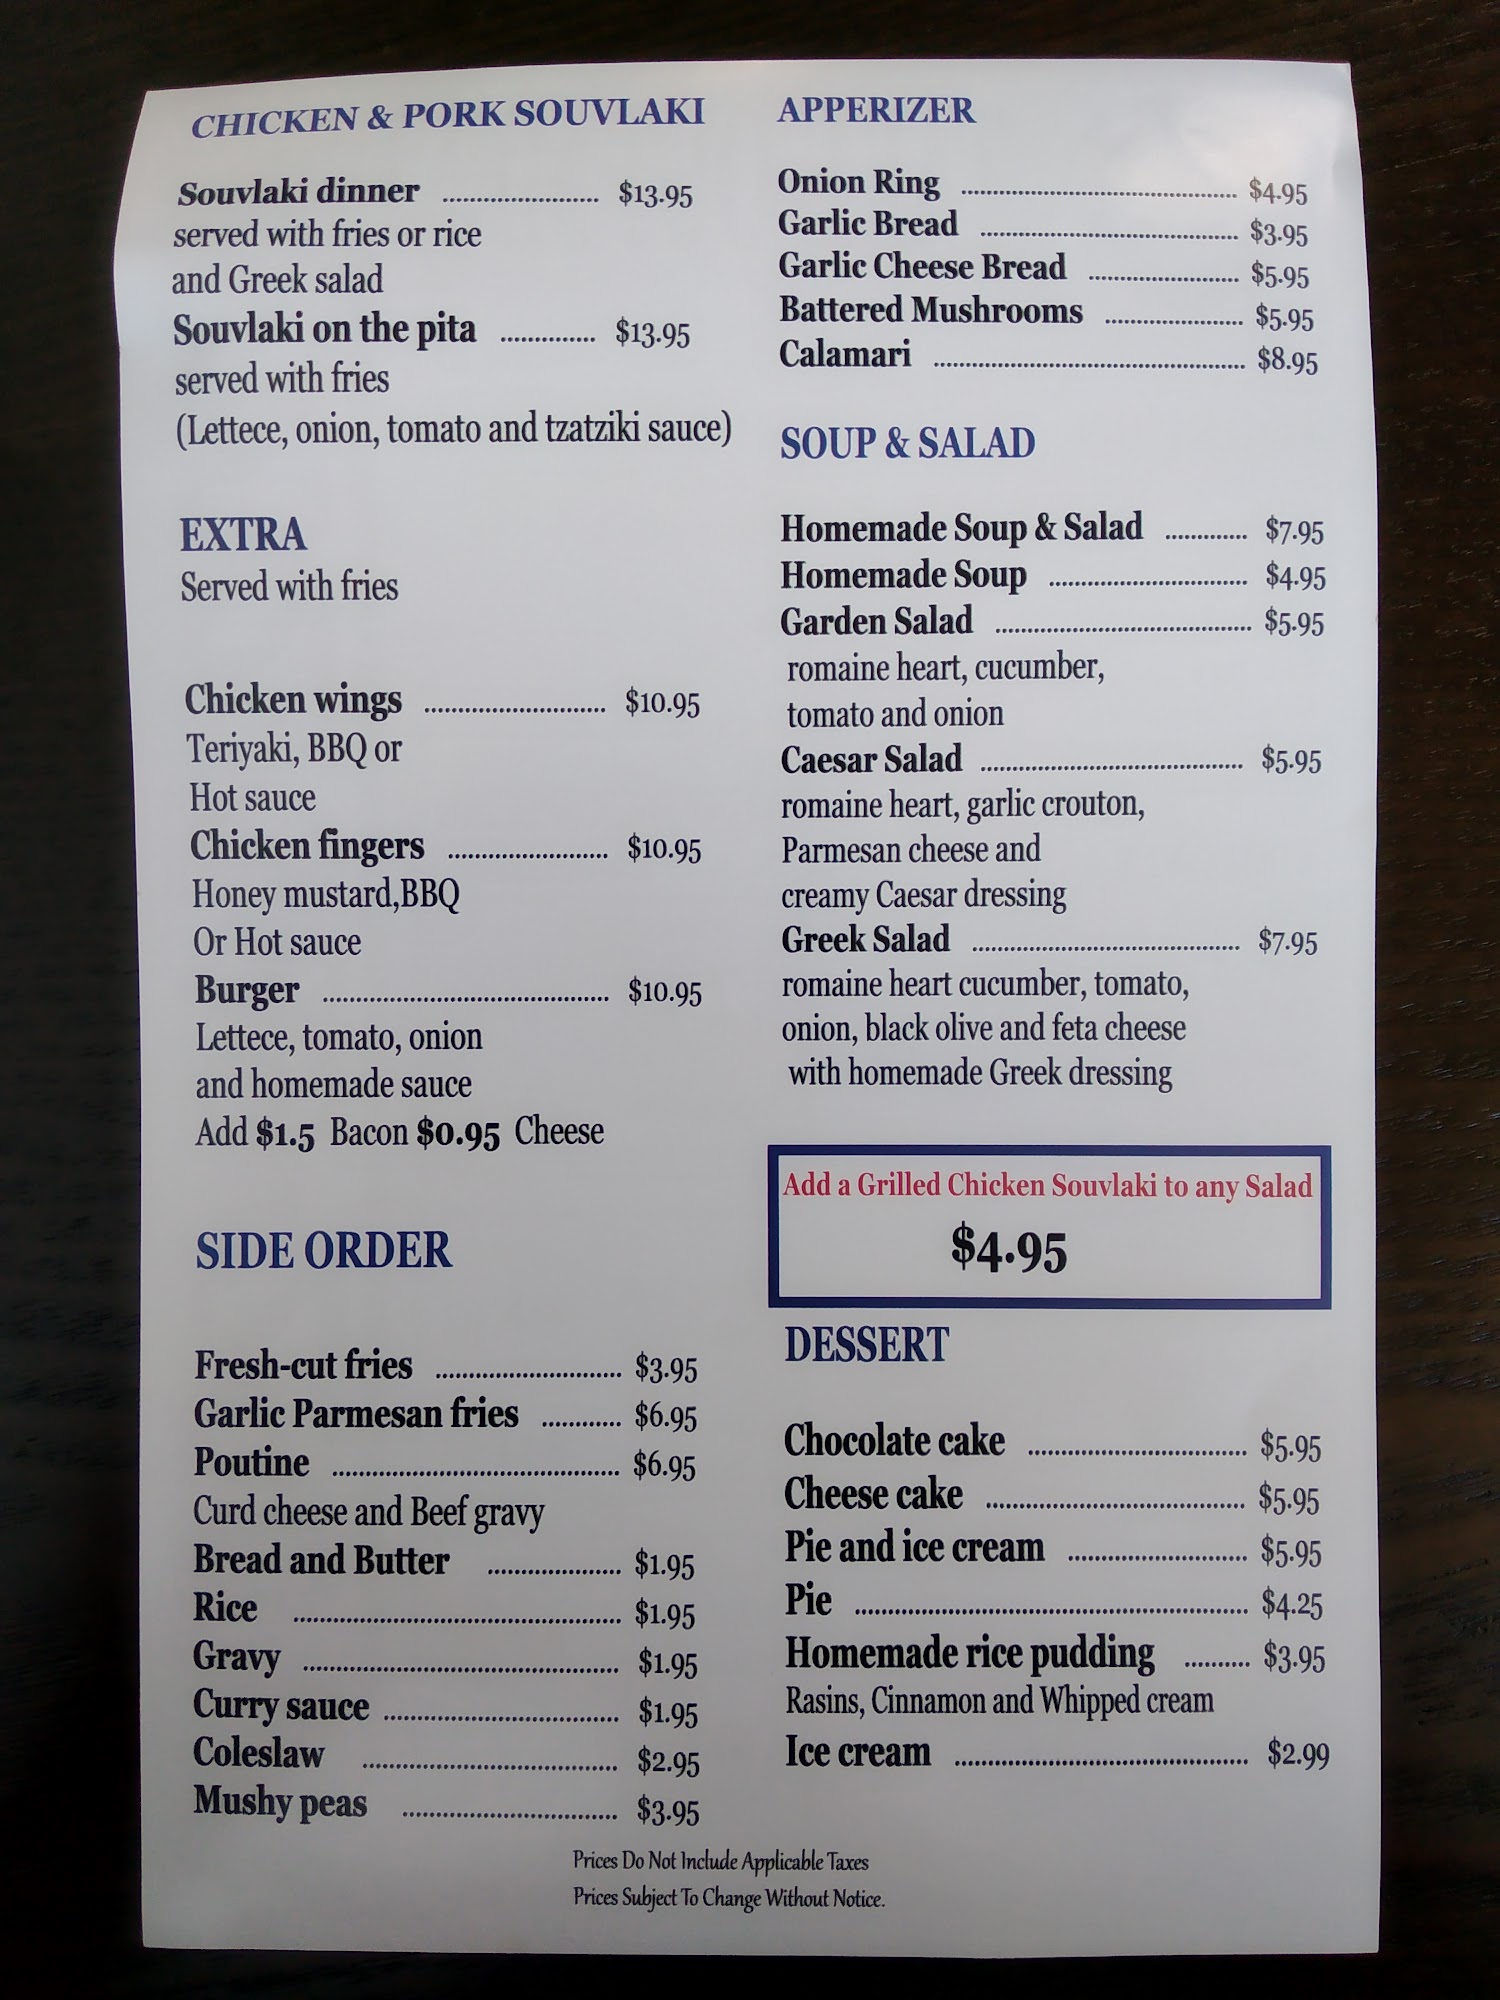 CHICKEN & PORK SOUVLAKI
Souvlaki dinner ....................... $13.95
served with fries or rice
and Greek salad
Souvlaki on the pita .............. $13.95
served with fries
(Lettece, onion, tomato and tzatziki sauce)
EXTRA
Served with fries
Chicken wings ........................... $10.95
Teriyaki, BBQ or
Hot sauce
Chicken fingers ........................ $10.95
Honey mustard,BBQ
Or Hot sauce
Burger .......................................... $10.95
Lettece, tomato, onion
and homemade sauce
Add $1.5 Bacon $0.95 Cheese
SIDE ORDER
Fresh-cut fries ............................ $3.95
Garlic Parmesan fries ............ $6.95
Poutine ........................................... $6.95
Curd cheese and Beef gravy
Bread and Butter .................... $1.95
Rice ................................................. $1.95
Gravy ............................................... $1.95
Curry sauce ................................... $1.95
Coleslaw ...................................... $2.95
Mushy peas ................................ $3.95
APPERIZER
Onion Ring ......................................... $4.95
Garlic Bread ...................................... $3.95
Garlic Cheese Bread ...................... $5.95
Battered Mushrooms .................... $5.95
Calamari .............................................. $8.95
SOUP & SALAD
Homemade Soup & Salad ............. $7.95
Homemade Soup .............................. $4.95
Garden Salad ...................................... $5.95
romaine heart, cucumber,
tomato and onion
Caesar Salad ....................................... $5.95
romaine heart, garlic crouton,
Parmesan cheese and
creamy Caesar dressing
Greek Salad ........................................ $7.95
romaine heart cucumber, tomato,
onion, black olive and feta cheese
with homemade Greek dressing
Add a Grilled Chicken Souvlaki to any Salad
$4.95
DESSERT
Chocolate cake ................................ $5.95
Cheese cake ...................................... $5.95
Pie and ice cream .......................... $5.95
Pie .......................................................... $4.25
Homemade rice pudding .......... $3.95
Rasins, Cinnamon and Whipped cream
Ice cream ........................................... $2.99
Prices Do Not Include Applicable Taxes
Prices Subject To Change Without Notice.